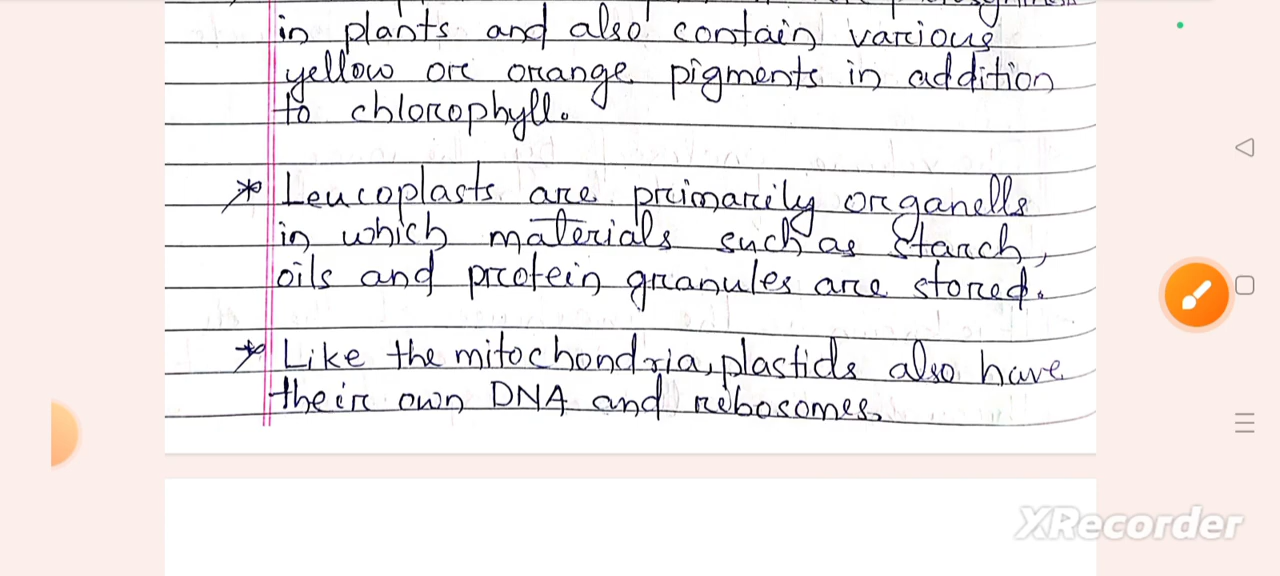 in plants and also contain various
yellow or orange pigments in addition
to chlorophyll.
* Leucoplasts are primarily organells
in which materials such as starch,
oils and protein granules are stored.
* Like the mitochondria, plastids also have
their own DNA and ribosomes.
XRecorder